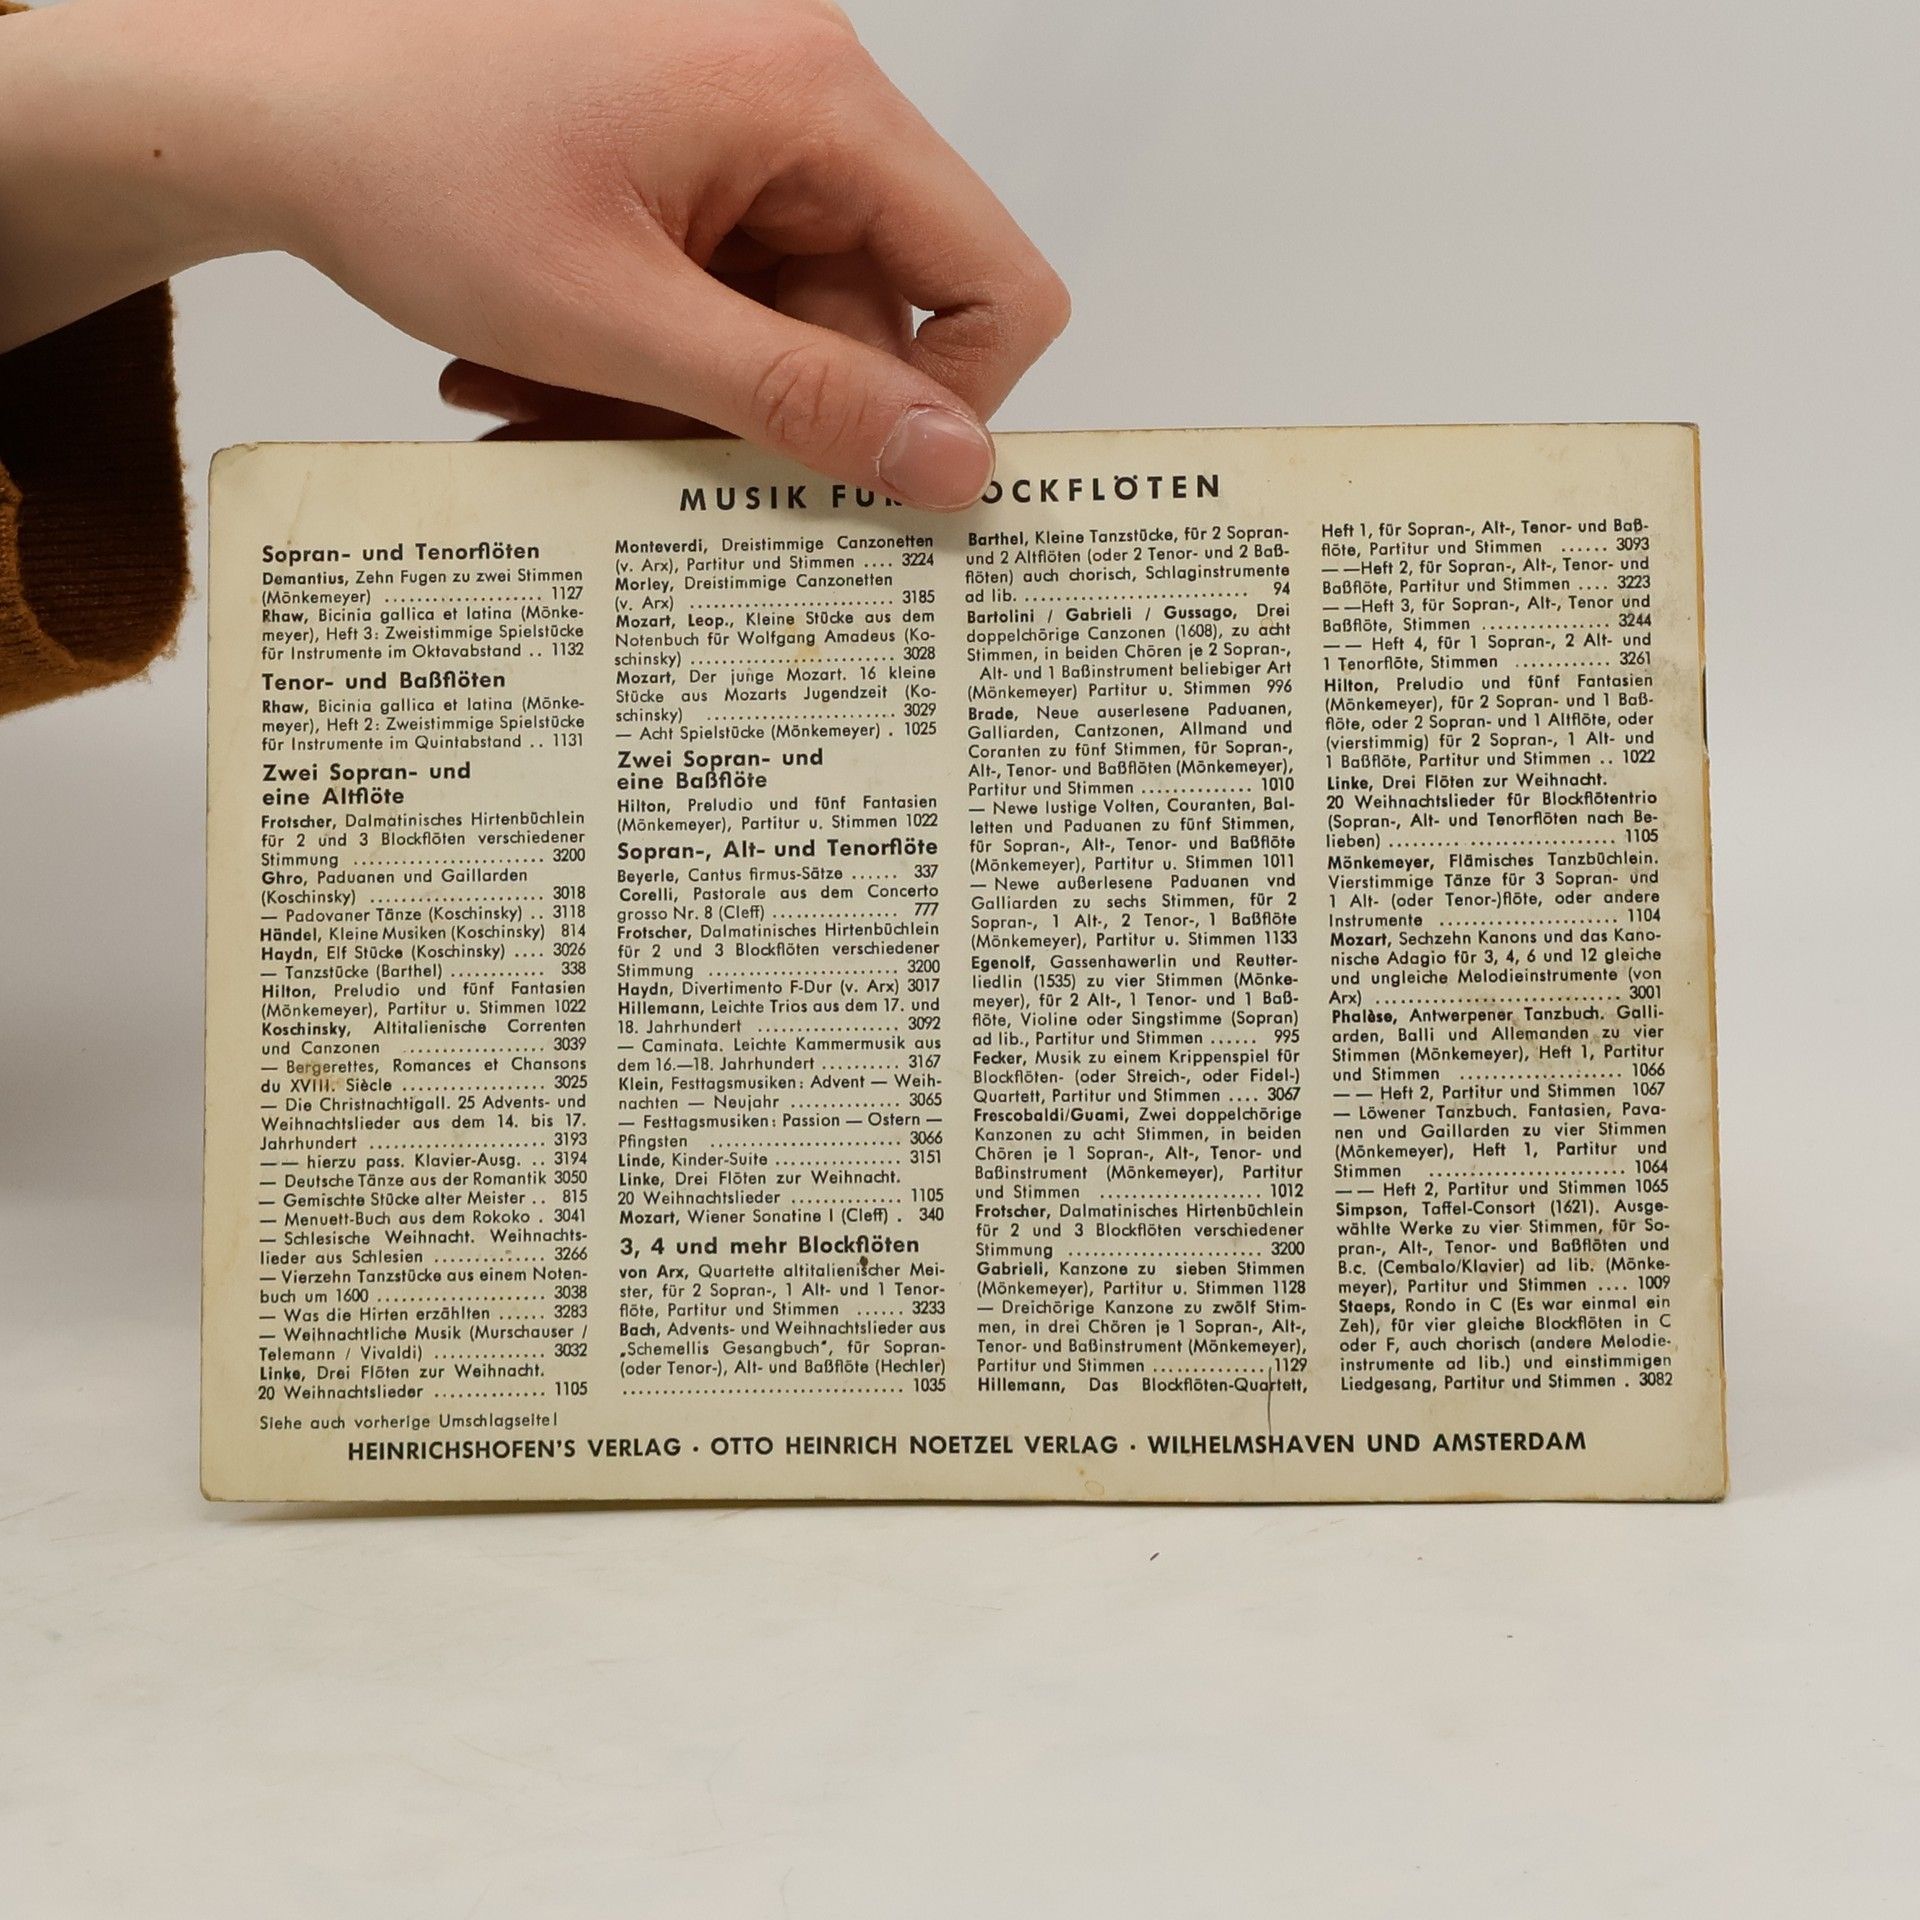 MUSIK FÜR OCKFLÖTEN
Sopran- und Tenorflöten
Demantius, Zehn Fugen zu zwei Stimmen
(Mönkemeyer) .................... 1127
Rhaw, Bicinia gallica et latina (Mönke-
meyer), Heft 3: Zweistimmige Spielstücke
für Instrumente im Oktavabstand .. 1132
Tenor- und Baßflöten
Rhaw, Bicinia gallica et latina (Mönke-
meyer), Heft 2: Zweistimmige Spielstücke
für Instrumente im Quintabstand .. 1131
Zwei Sopran- und
eine Altflöte
Frotscher, Dalmatinisches Hirtenbüchlein
für 2 und 3 Blockflöten verschiedener
Stimmung ........................ 3200
Ghro, Paduanen und Gaillarden
(Koschinsky) ...................... 3018
— Padovaner Tänze (Koschinsky) .. 3118
Händel, Kleine Musiken (Koschinsky) 814
Haydn, Elf Stücke (Koschinsky) .... 3026
— Tanzstücke (Barthel) ............ 338
Hilton, Preludio und fünf Fantasien
(Mönkemeyer), Partitur u. Stimmen 1022
Koschinsky, Altitalienische Correnten
und Canzonen .................. 3039
— Bergerettes, Romances et Chansons
du XVIII. Siècle .................. 3025
— Die Christnachtigall. 25 Advents- und
Weihnachtslieder aus dem 14. bis 17.
Jahrhundert ...................... 3193
— — hierzu pass. Klavier-Ausg. .. 3194
— Deutsche Tänze aus der Romantik 3050
— Gemischte Stücke alter Meister .. 815
— Menuett-Buch aus dem Rokoko . 3041
— Schlesische Weihnacht. Weihnachts-
lieder aus Schlesien .............. 3266
— Vierzehn Tanzstücke aus einem Noten-
buch um 1600 .................... 3038
— Was die Hirten erzählten ...... 3283
— Weihnachtliche Musik (Murschauser /
Telemann / Vivaldi) .............. 3032
Linke, Drei Flöten zur Weihnacht.
20 Weihnachtslieder .............. 1105
Siehe auch vorherige Umschlagseite!
Monteverdi, Dreistimmige Canzonetten
(v. Arx), Partitur und Stimmen .... 3224
Morley, Dreistimmige Canzonetten
(v. Arx) .......................... 3185
Mozart, Leop., Kleine Stücke aus dem
Notenbuch für Wolfgang Amadeus (Ko-
schinsky) .......................... 3028
Mozart, Der junge Mozart. 16 kleine
Stücke aus Mozarts Jugendzeit (Ko-
schinsky) ........................ 3029
— Acht Spielstücke (Mönkemeyer) . 1025
Zwei Sopran- und
eine Baßflöte
Hilton, Preludio und fünf Fantasien
(Mönkemeyer), Partitur u. Stimmen 1022
Sopran-, Alt- und Tenorflöte
Beyerle, Cantus firmus-Sätze ...... 337
Corelli, Pastorale aus dem Concerto
grosso Nr. 8 (Cleff) ................ 777
Frotscher, Dalmatinisches Hirtenbüchlein
für 2 und 3 Blockflöten verschiedener
Stimmung ........................ 3200
Haydn, Divertimento F-Dur (v. Arx) 3017
Hillemann, Leichte Trios aus dem 17. und
18. Jahrhundert .................. 3092
— Caminata. Leichte Kammermusik aus
dem 16.—18. Jahrhundert .......... 3167
Klein, Festtagsmusiken: Advent — Weih-
nachten — Neujahr .............. 3065
— Festtagsmusiken: Passion — Ostern —
Pfingsten ........................ 3066
Linde, Kinder-Suite ................ 3151
Linke, Drei Flöten zur Weihnacht.
20 Weihnachtslieder .............. 1105
Mozart, Wiener Sonatine I (Cleff) . 340
3, 4 und mehr Blockflöten
von Arx, Quartette altitalienischer Mei-
ster, für 2 Sopran-, 1 Alt- und 1 Tenor-
flöte, Partitur und Stimmen ...... 3233
Bach, Advents- und Weihnachtslieder aus
„Schemellis Gesangbuch“, für Sopran-
(oder Tenor-), Alt- und Baßflöte (Hechler)
.................................... 1035
Barthel, Kleine Tanzstücke, für 2 Sopran-
und 2 Altflöten (oder 2 Tenor- und 2 Baß-
flöten) auch chorisch, Schlaginstrumente
ad lib. ............................ 94
Bartolini / Gabrieli / Gussago, Drei
doppelchörige Canzonen (1608), zu acht
Stimmen, in beiden Chören je 2 Sopran-,
Alt- und 1 Baßinstrument beliebiger Art
(Mönkemeyer) Partitur u. Stimmen 996
Brade, Neue auserlesene Paduanen,
Galliarden, Cantzonen, Allmand und
Coranten zu fünf Stimmen, für Sopran-,
Alt-, Tenor- und Baßflöten (Mönkemeyer),
Partitur und Stimmen .............. 1010
— Newe lustige Volten, Couranten, Bal-
letten und Paduanen zu fünf Stimmen,
für Sopran-, Alt-, Tenor- und Baßflöte
(Mönkemeyer), Partitur u. Stimmen 1011
— Newe außerlesene Paduanen vnd
Galliarden zu sechs Stimmen, für 2
Sopran-, 1 Alt-, 2 Tenor-, 1 Baßflöte
(Mönkemeyer), Partitur u. Stimmen 1133
Egenolf, Gassenhawerlin und Reutter-
liedlin (1535) zu vier Stimmen (Mönke-
meyer), für 2 Alt-, 1 Tenor- und 1 Baß-
flöte, Violine oder Singstimme (Sopran)
ad lib., Partitur und Stimmen ...... 995
Fecker, Musik zu einem Krippenspiel für
Blockflöten- (oder Streich-, oder Fidel-)
Quartett, Partitur und Stimmen .... 3067
Frescobaldi/Guami, Zwei doppelchörige
Kanzonen zu acht Stimmen, in beiden
Chören je 1 Sopran-, Alt-, Tenor- und
Baßinstrument (Mönkemeyer), Partitur
und Stimmen .................... 1012
Frotscher, Dalmatinisches Hirtenbüchlein
für 2 und 3 Blockflöten verschiedener
Stimmung ........................ 3200
Gabrieli, Kanzone zu sieben Stimmen
(Mönkemeyer), Partitur u. Stimmen 1128
— Dreichörige Kanzone zu zwölf Stim-
men, in drei Chören je 1 Sopran-, Alt-,
Tenor- und Baßinstrument (Mönkemeyer),
Partitur und Stimmen .............. 1129
Hillemann, Das Blockflöten-Quartett,
Heft 1, für Sopran-, Alt-, Tenor- und Baß-
flöte, Partitur und Stimmen ...... 3093
— —Heft 2, für Sopran-, Alt-, Tenor- und
Baßflöte, Partitur und Stimmen .... 3223
— —Heft 3, für Sopran-, Alt-, Tenor und
Baßflöte, Stimmen ................ 3244
— — Heft 4, für 1 Sopran-, 2 Alt- und
1 Tenorflöte, Stimmen ............ 3261
Hilton, Preludio und fünf Fantasien
(Mönkemeyer), für 2 Sopran- und 1 Baß-
flöte, oder 2 Sopran- und 1 Altflöte, oder
(vierstimmig) für 2 Sopran-, 1 Alt- und
1 Baßflöte, Partitur und Stimmen .. 1022
Linke, Drei Flöten zur Weihnacht.
20 Weihnachtslieder für Blockflötentrio
(Sopran-, Alt- und Tenorflöten nach Be-
lieben) ............................ 1105
Mönkemeyer, Flämisches Tanzbüchlein.
Vierstimmige Tänze für 3 Sopran- und
1 Alt- (oder Tenor-)flöte, oder andere
Instrumente ...................... 1104
Mozart, Sechzehn Kanons und das Kano-
nische Adagio für 3, 4, 6 und 12 gleiche
und ungleiche Melodieinstrumente (von
Arx) .............................. 3001
Phalèse, Antwerpener Tanzbuch. Galli-
arden, Balli und Allemanden zu vier
Stimmen (Mönkemeyer), Heft 1, Partitur
und Stimmen .................... 1066
— — Heft 2, Partitur und Stimmen 1067
— Löwener Tanzbuch. Fantasien, Pava-
nen und Gaillarden zu vier Stimmen
(Mönkemeyer), Heft 1, Partitur und
Stimmen ........................ 1064
— — Heft 2, Partitur und Stimmen 1065
Simpson, Taffel-Consort (1621). Ausge-
wählte Werke zu vier Stimmen, für So-
pran-, Alt-, Tenor- und Baßflöten und
B.c. (Cembalo/Klavier) ad lib. (Mönke-
meyer), Partitur und Stimmen .... 1009
Staeps, Rondo in C (Es war einmal ein
Zeh), für vier gleiche Blockflöten in C
oder F, auch chorisch (andere Melodie-
instrumente ad lib.) und einstimmigen
Liedgesang, Partitur und Stimmen . 3082
HEINRICHSHOFEN'S VERLAG · OTTO HEINRICH NOETZEL VERLAG · WILHELMSHAVEN UND AMSTERDAM